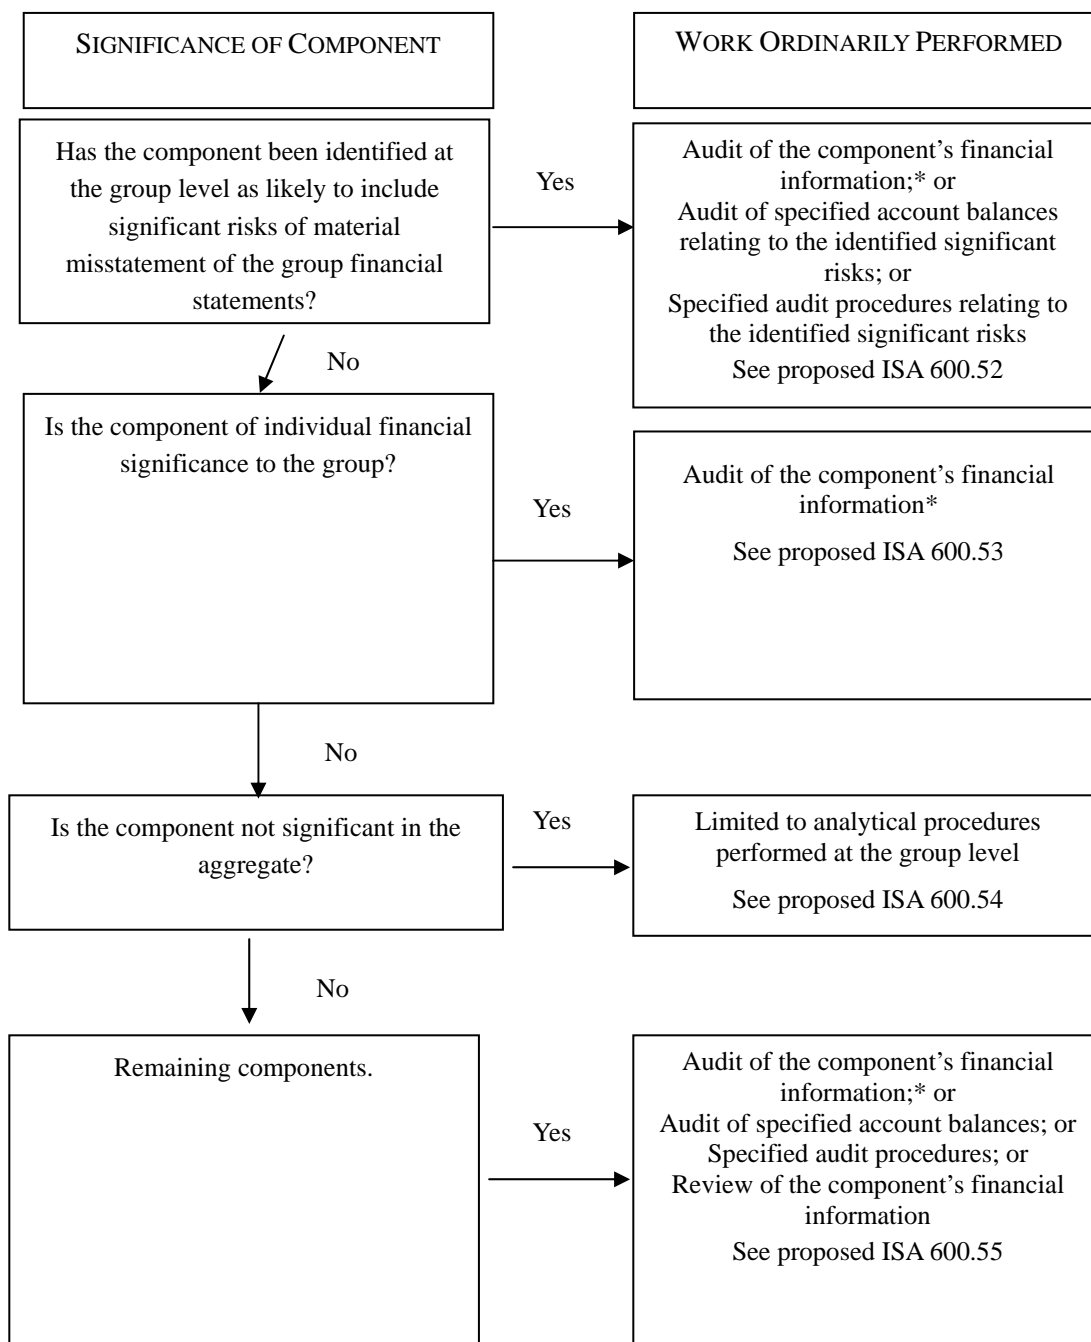 SIGNIFICANCE OF COMPONENT
WORK ORDINARILY PERFORMED
Has the component been identified at
the group level as likely to include
significant risks of material
misstatement of the group financial
statements?
Yes
Audit of the component’s financial
information;* or
Audit of specified account balances
relating to the identified significant
risks; or
Specified audit procedures relating to
the identified significant risks
See proposed ISA 600.52
No
Is the component of individual financial
significance to the group?
Yes
Audit of the component’s financial
information*
See proposed ISA 600.53
No
Is the component not significant in the
aggregate?
Yes
Limited to analytical procedures
performed at the group level
See proposed ISA 600.54
No
Remaining components.
Yes
Audit of the component’s financial
information;* or
Audit of specified account balances; or
Specified audit procedures; or
Review of the component’s financial
information
See proposed ISA 600.55